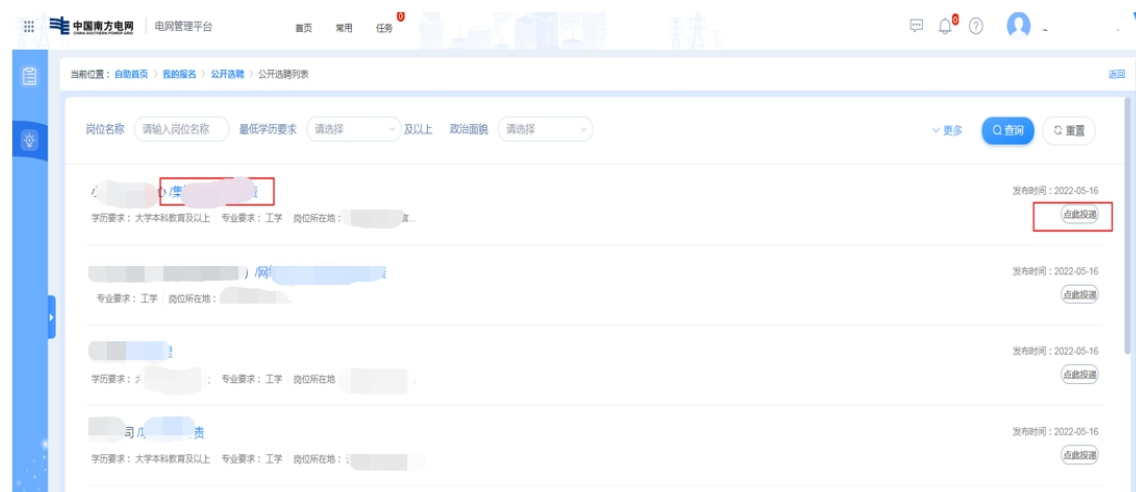 中国南方电网 CHINA SOUTHERN POWER GRID 电网管理平台 首页 常用 任务 0 0
当前位置：自助首页 > 我的报名 > 公开选聘 > 公开选聘列表 返回
岗位名称 请输入岗位名称 最低学历要求 请选择 及以上 政治面貌 请选择 更多 查询 重置
心 /集 发布时间：2022-05-16
学历要求：大学本科教育及以上 专业要求：工学 岗位所在地： 点此投递
) /网 发布时间：2022-05-16
专业要求：工学 岗位所在地： 点此投递
发布时间：2022-05-16
学历要求： 专业要求：工学 岗位所在地 点此投递
司 / 责 发布时间：2022-05-16
学历要求：大学本科教育及以上 专业要求：工学 岗位所在地： 点此投递